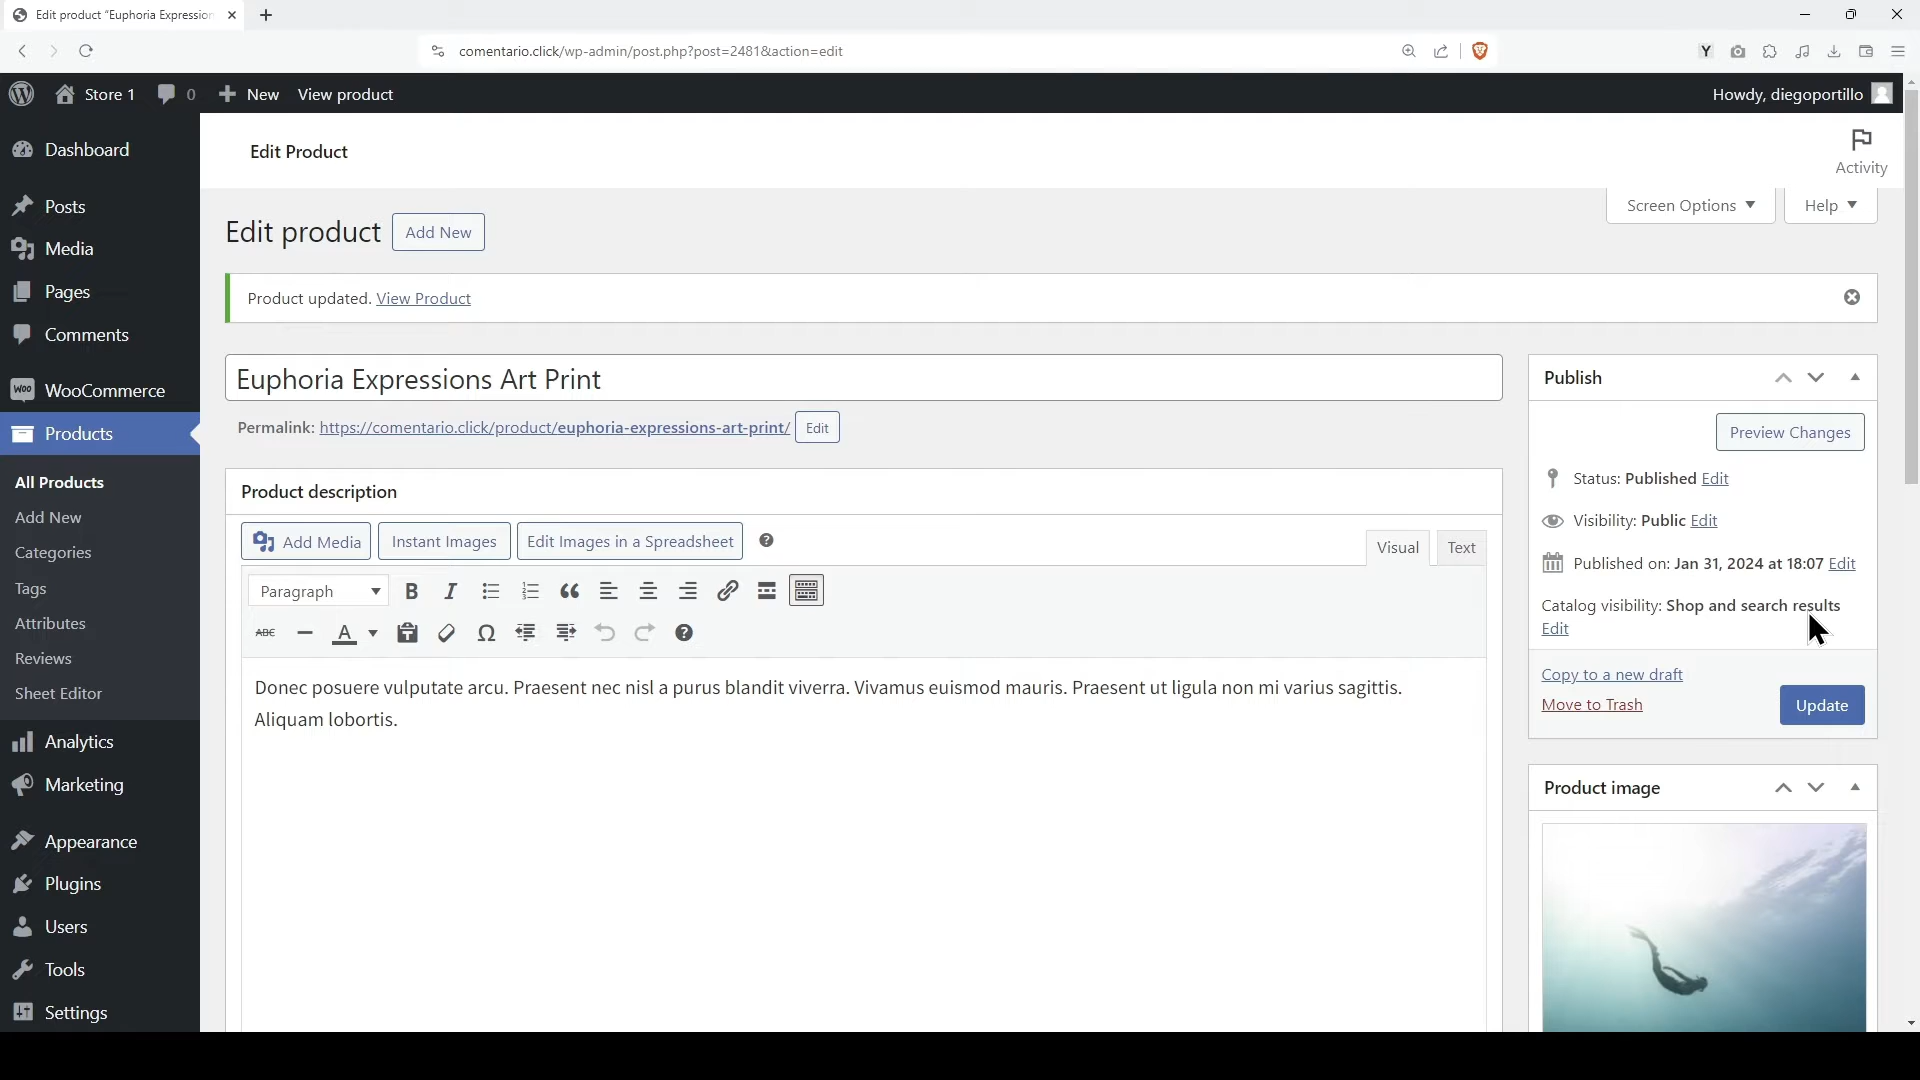 Edit product "Euphoria Expression
comentario.click/wp-admin/post.php?post=2481&action=edit
Y
Store 1
0
New
View product
Howdy, diegoportillo
Dashboard
Posts
Media
Pages
Comments
Woo WooCommerce
Products
All Products
Add New
Categories
Tags
Attributes
Reviews
Sheet Editor
Analytics
Marketing
Appearance
Plugins
Users
Tools
Settings
Edit Product
Activity
Screen Options
Help
Edit product
Add New
Product updated. View Product
Euphoria Expressions Art Print
Permalink: https://comentario.click/product/euphoria-expressions-art-print/ Edit
Product description
Add Media
Instant Images
Edit Images in a Spreadsheet
Visual
Text
Paragraph
B I
ABC
A
Ω
Donec posuere vulputate arcu. Praesent nec nisl a purus blandit viverra. Vivamus euismod mauris. Praesent ut ligula non mi varius sagittis.
Aliquam lobortis.
Publish
Preview Changes
Status: Published Edit
Visibility: Public Edit
Published on: Jan 31, 2024 at 18:07 Edit
Catalog visibility: Shop and search results
Edit
Copy to a new draft
Move to Trash
Update
Product image